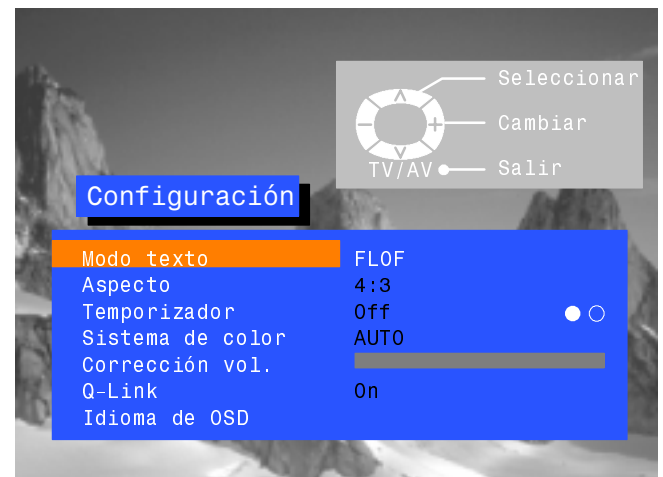 Seleccionar
Cambiar
TV/AV Salir
Configuración
Modo texto FLOF
Aspecto 4:3
Temporizador Off
Sistema de color AUTO
Corrección vol.
Q-Link On
Idioma de OSD